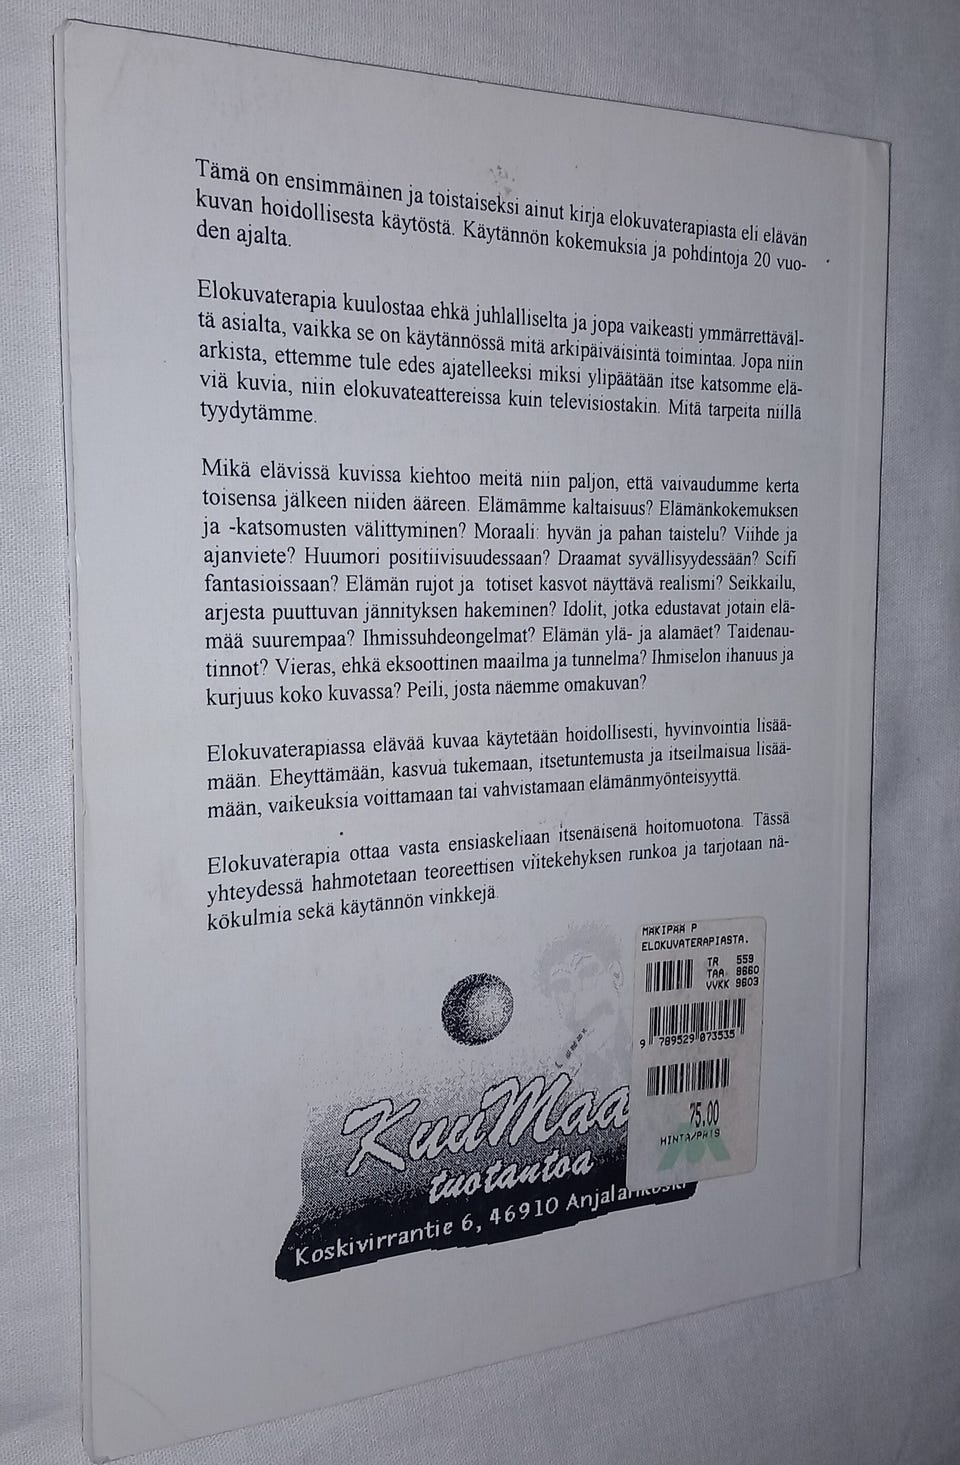 Tämä on ensimmäinen ja toistaiseksi ainut kirja elokuvaterapiasta eli elävän
kuvan hoidollisesta käytöstä. Käytännön kokemuksia ja pohdintoja 20 vuo-
den ajalta.
Elokuvaterapia kuulostaa ehkä juhlalliselta ja jopa vaikeasti ymmärrettäväl-
tä asialta, vaikka se on käytännössä mitä arkipäiväisintä toimintaa. Jopa niin
arkista, ettemme tule edes ajatelleeksi miksi ylipäätään itse katsomme elä-
viä kuvia, niin elokuvateattereissa kuin televisiostakin. Mitä tarpeita niillä
tyydytämme.
Mikä elävissä kuvissa kiehtoo meitä niin paljon, että vaivaudumme kerta
toisensa jälkeen niiden ääreen. Elämämme kaltaisuus? Elämänkokemuksen
ja -katsomusten välittyminen? Moraali: hyvän ja pahan taistelu? Viihde ja
ajanviete? Huumori positiivisuudessaan? Draamat syvällisyydessään? Scifi
fantasioissaan? Elämän rujot ja totiset kasvot näyttävä realismi? Seikkailu,
arjesta puuttuvan jännityksen hakeminen? Idolit, jotka edustavat jotain elä-
mää suurempaa? Ihmissuhdeongelmat? Elämän ylä- ja alamäet? Taidenau-
tinnot? Vieras, ehkä eksoottinen maailma ja tunnelma? Ihmiselon ihanuus ja
kurjuus koko kuvassa? Peili, josta näemme omakuvan?
Elokuvaterapiassa elävää kuvaa käytetään hoidollisesti, hyvinvointia lisää-
mään. Eheyttämään, kasvua tukemaan, itsetuntemusta ja itseilmaisua lisää-
mään, vaikeuksia voittamaan tai vahvistamaan elämänmyönteisyyttä.
Elokuvaterapia ottaa vasta ensiaskeliaan itsenäisenä hoitomuotona. Tässä
yhteydessä hahmotetaan teoreettisen viitekehyksen runkoa ja tarjotaan nä-
kökulmia sekä käytännön vinkkejä.
MÄKIPÄÄ P
ELOKUVATERAPIASTA.
TR 559
TAA 9660
VVKK 9603
9 789529 073535
75.00
HINTA/PRIS
KuuMaa
tuotantoa
Koskivirrantie 6, 46910 Anjalankoski